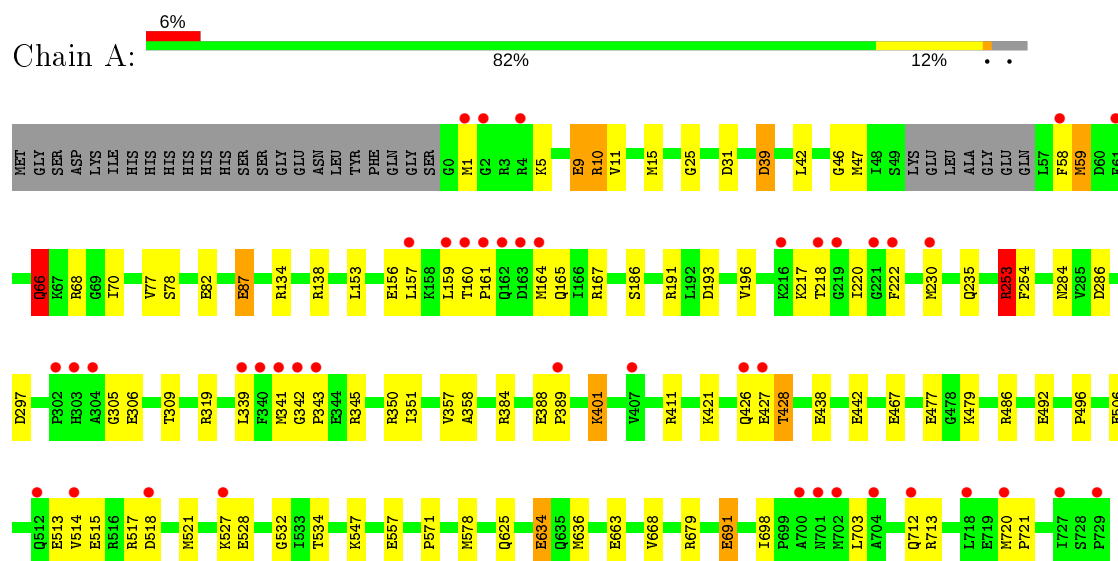 6%
Chain A:
82% 12%
MET GLY SER ASP LYS ILE HIS HIS HIS HIS HIS HIS SER SER GLY GLU ASN LEU TYR PHE GLN GLY SER G0 M1 G2 R3 R4 K5 E9 R10 V11 M15 G25 D31 D39 L42 G46 M47 I48 S49 LYS GLU LEU ALA GLY GLU GLN L57 F58 M59 D60
Q66 K67 R68 G69 I70 V77 S78 E82 E87 R134 R138 L153 E156 L157 K158 L159 T160 P161 Q162 D163 M164 Q165 I166 R167 S186 R191 L192 D193 V196 K216 K217 T218 G219 I220 G221 F222 M230 Q235 R253 F254 N284 V285 D286
D297 P302 H303 A304 G305 E306 T309 R319 L339 F340 M341 G342 P343 E344 R345 R350 I351 V357 A358 R384 E388 P389 K401 V407 R411 K421 Q426 E427 T428 E438 E442 E467 E477 G478 K479 R486 E492 P496
Q512 E513 V514 E515 R516 R517 D518 M521 K527 E528 G532 I533 T534 K547 E557 P571 M578 Q625 E634 Q635 M636 E663 V668 R679 E691 I698 P699 A700 N701 M702 L703 A704 Q712 R713 L718 E719 M720 P721 I727 S728 P729